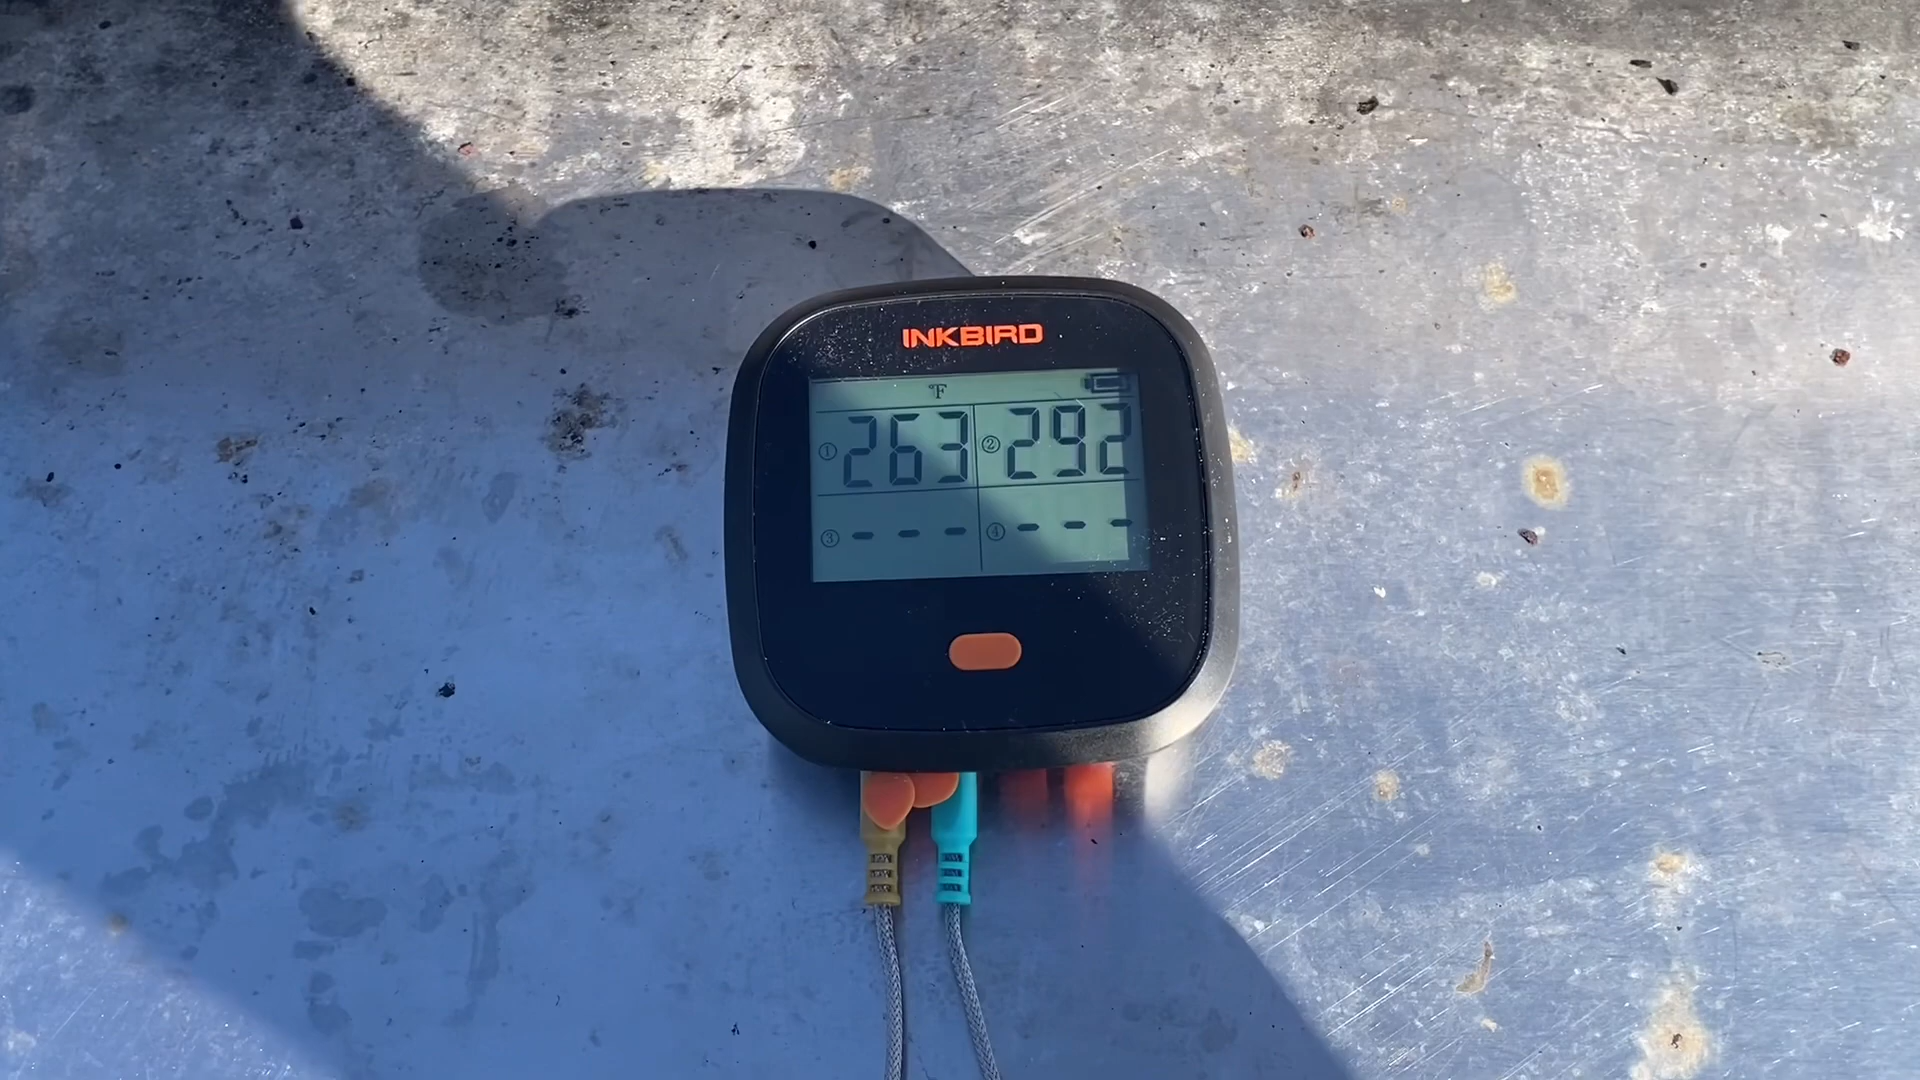 INKBIRD
°F
① 263 ② 292
③ - - - ④ - - -